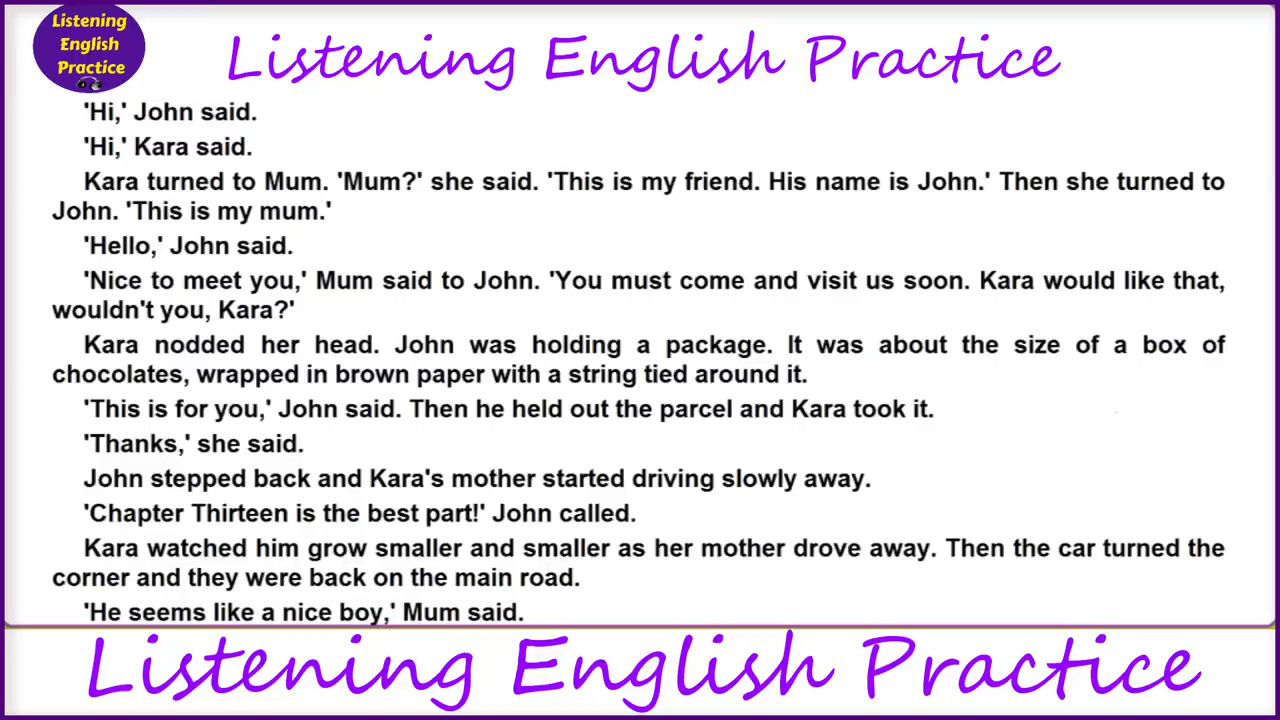 Listening
English
Practice
Listening English Practice
'Hi,' John said.
'Hi,' Kara said.
Kara turned to Mum. 'Mum?' she said. 'This is my friend. His name is John.' Then she turned to
John. 'This is my mum.'
'Hello,' John said.
'Nice to meet you,' Mum said to John. 'You must come and visit us soon. Kara would like that,
wouldn't you, Kara?'
Kara nodded her head. John was holding a package. It was about the size of a box of
chocolates, wrapped in brown paper with a string tied around it.
'This is for you,' John said. Then he held out the parcel and Kara took it.
'Thanks,' she said.
John stepped back and Kara's mother started driving slowly away.
'Chapter Thirteen is the best part!' John called.
Kara watched him grow smaller and smaller as her mother drove away. Then the car turned the
corner and they were back on the main road.
'He seems like a nice boy,' Mum said.
Listening English Practice